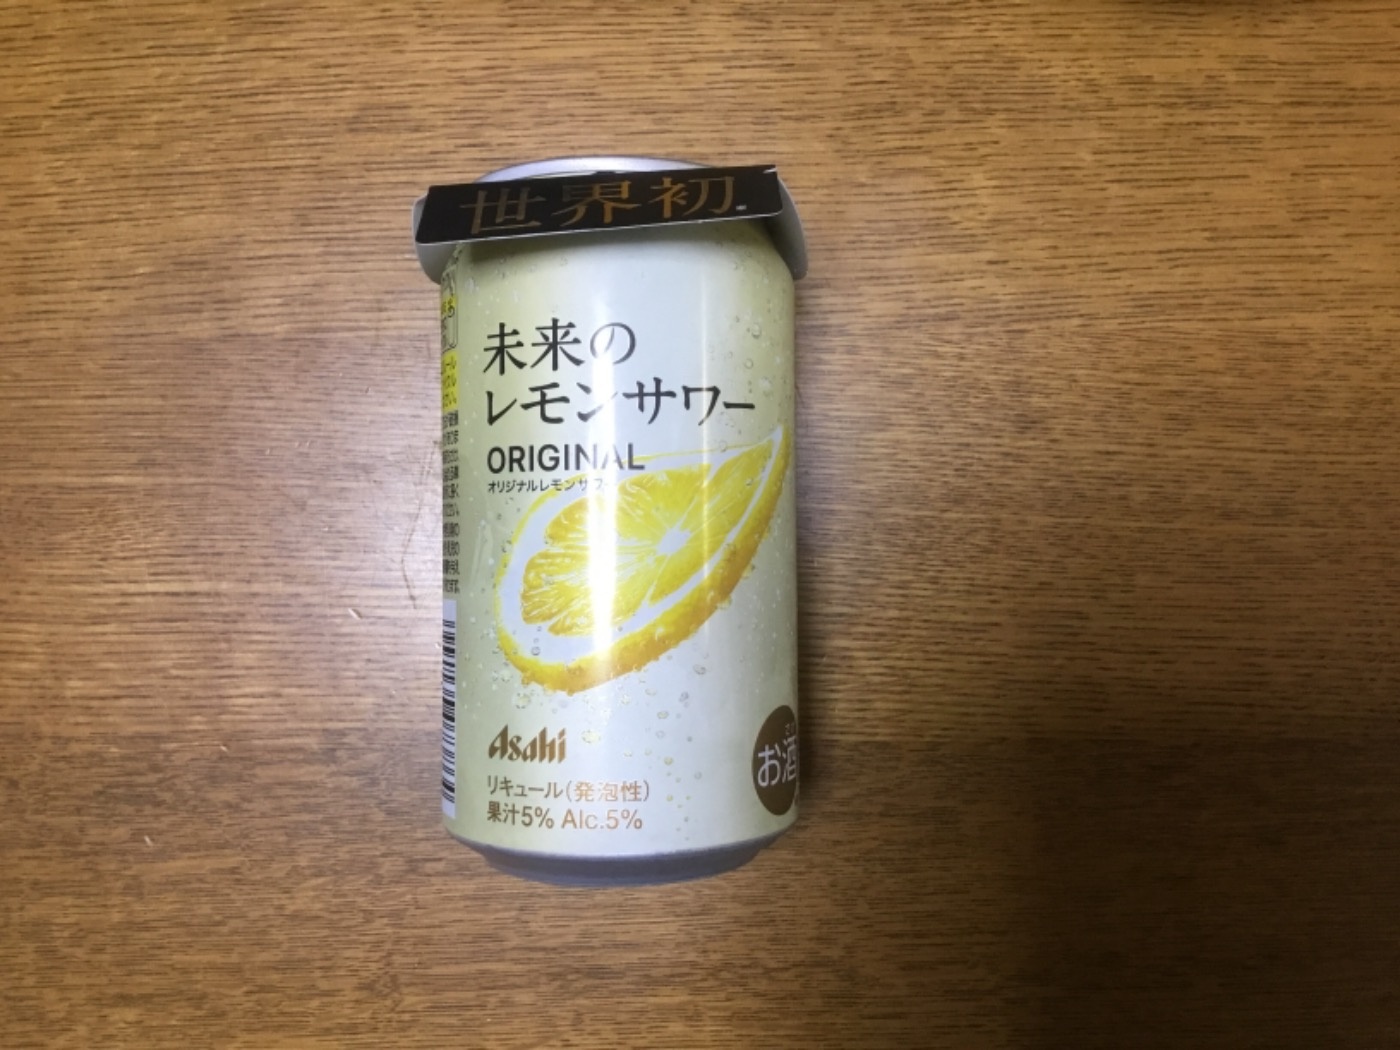 世界初
未来の
レモンサワー
ORIGINAL
オリジナルレモンサワー
Asahi
リキュール(発泡性)
果汁5% Alc.5%
お酒